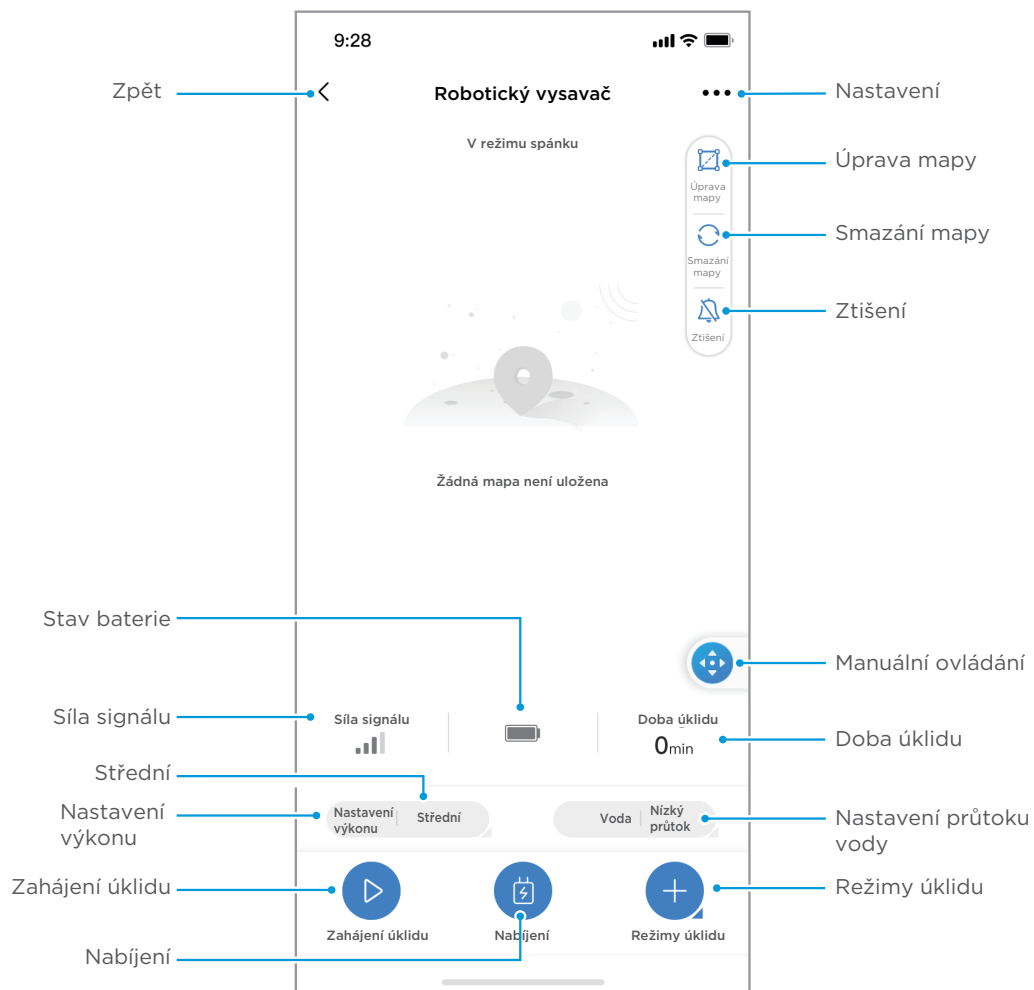 9:28
Zpět
Robotický vysavač
Nastavení
V režimu spánku
Úprava mapy
Úprava
mapy
Smazání mapy
Smazání
mapy
Ztišení
Ztišení
Žádná mapa není uložena
Stav baterie
Manuální ovládání
Síla signálu
Síla signálu
Doba úklidu
0min
Doba úklidu
Střední
Nastavení
výkonu
Nastavení
výkonu
Střední
Voda
Nízký
průtok
Nastavení průtoku
vody
Zahájení úklidu
Režimy úklidu
Zahájení úklidu
Nabíjení
Režimy úklidu
Nabíjení